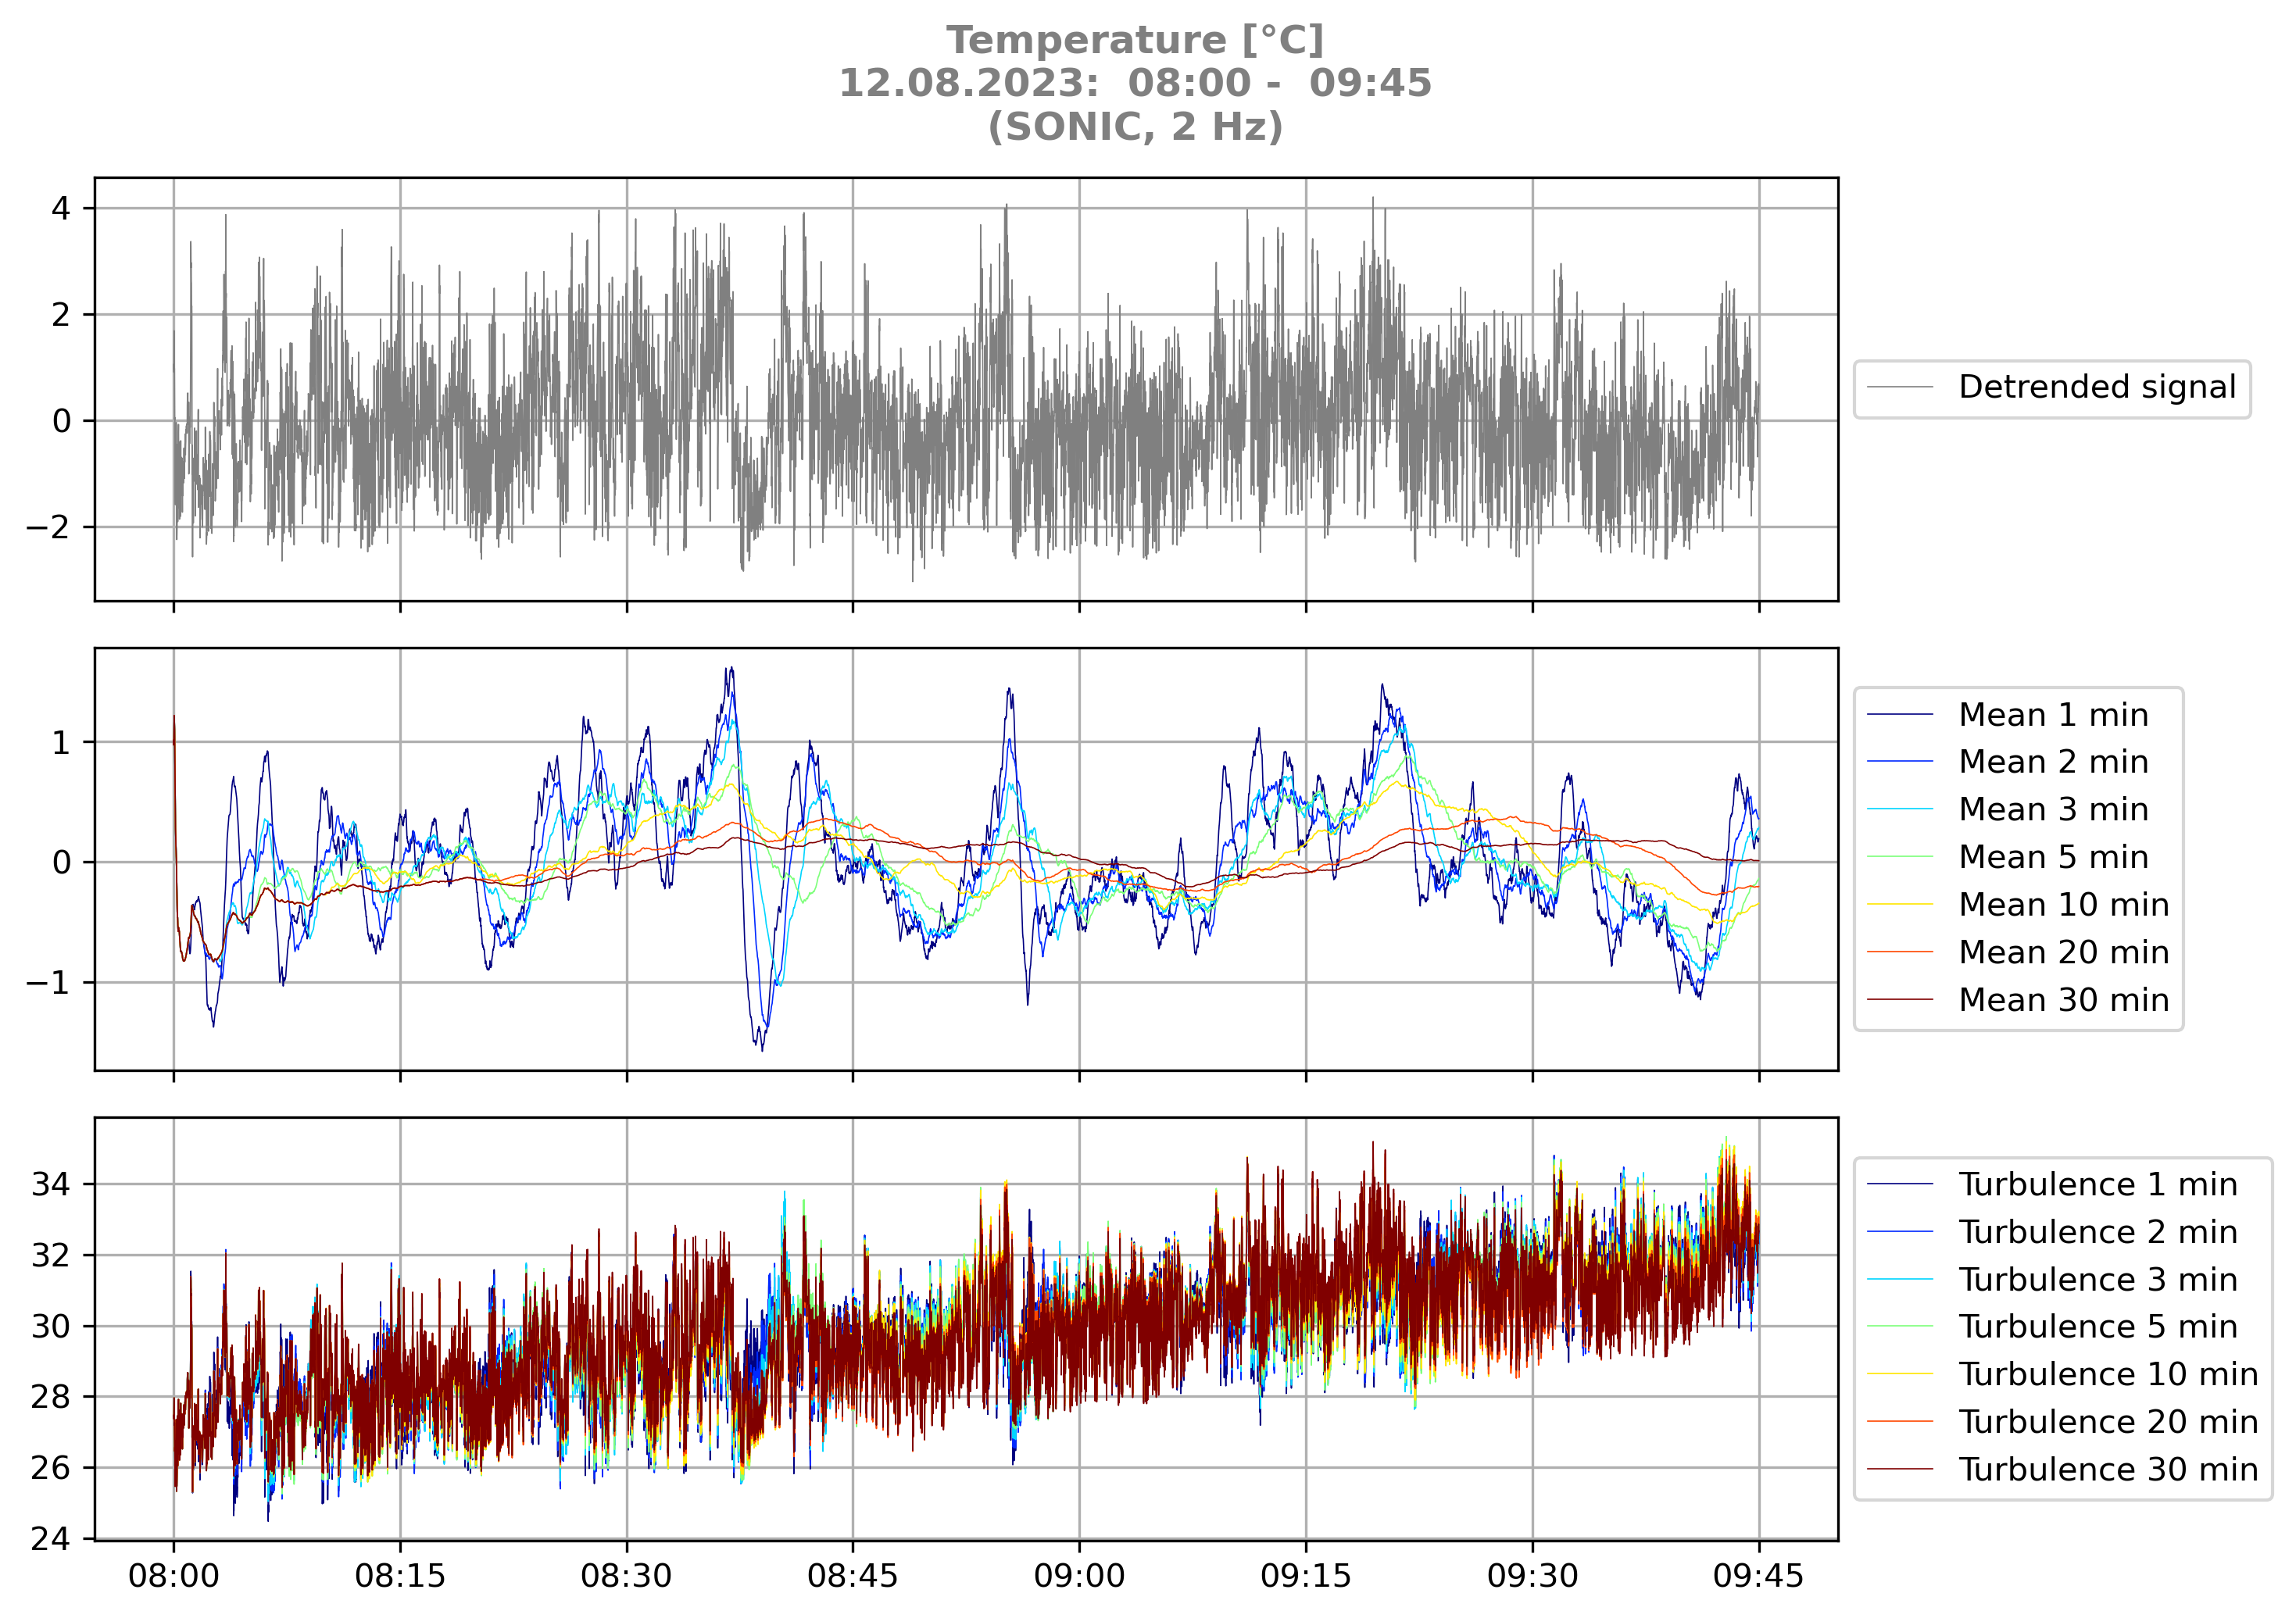 Temperature [°C]
12.08.2023:  08:00 -  09:45
(SONIC, 2 Hz)
4
2
0
−2
Detrended signal
1
0
−1
Mean 1 min
Mean 2 min
Mean 3 min
Mean 5 min
Mean 10 min
Mean 20 min
Mean 30 min
34
32
30
28
26
24
Turbulence 1 min
Turbulence 2 min
Turbulence 3 min
Turbulence 5 min
Turbulence 10 min
Turbulence 20 min
Turbulence 30 min
08:00 08:15 08:30 08:45 09:00 09:15 09:30 09:45